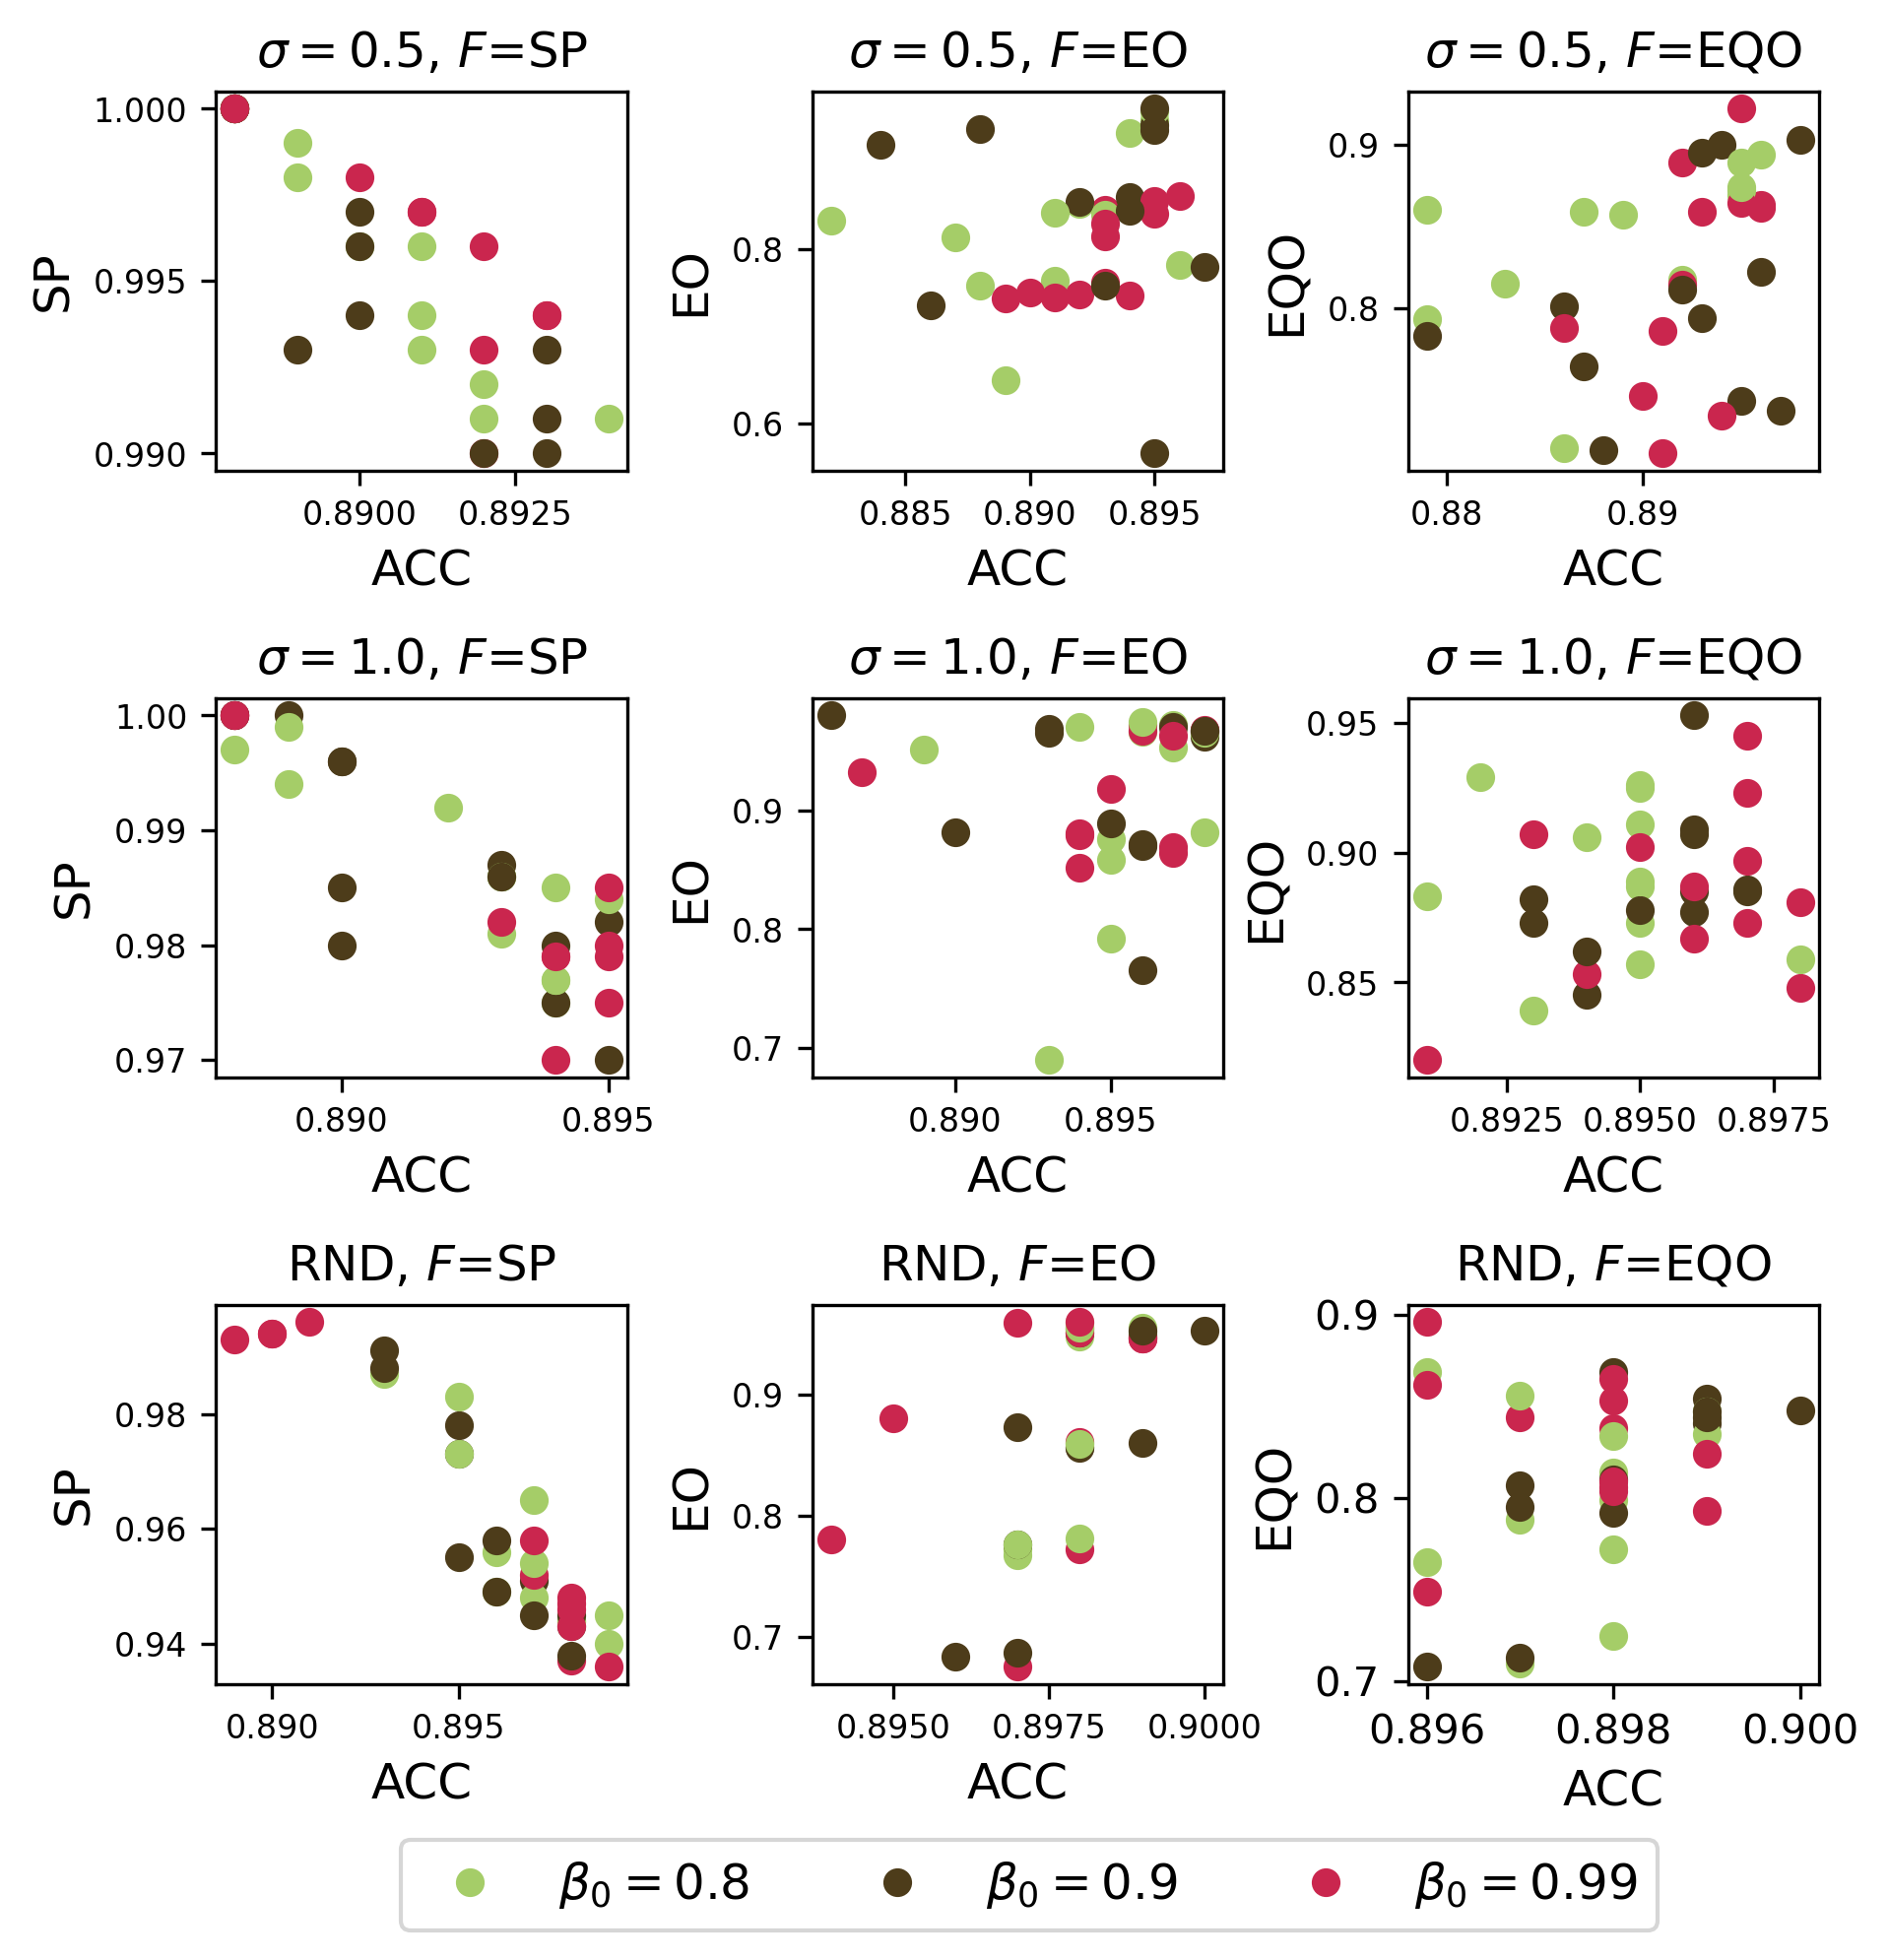 σ = 0.5, F=SP
σ = 0.5, F=EO
σ = 0.5, F=EQO
1.000
0.995
0.990
SP
0.8900
0.8925
ACC
0.8
0.6
EO
0.885
0.890
0.895
ACC
0.9
0.8
EQO
0.88
0.89
ACC
σ = 1.0, F=SP
σ = 1.0, F=EO
σ = 1.0, F=EQO
1.00
0.99
0.98
0.97
SP
0.890
0.895
ACC
0.9
0.8
0.7
EO
0.890
0.895
ACC
0.95
0.90
0.85
EQO
0.8925
0.8950
0.8975
ACC
RND, F=SP
RND, F=EO
RND, F=EQO
0.98
0.96
0.94
SP
0.890
0.895
ACC
0.9
0.8
0.7
EO
0.8950
0.8975
0.9000
ACC
0.9
0.8
0.7
EQO
0.896
0.898
0.900
ACC
β₀ = 0.8
β₀ = 0.9
β₀ = 0.99